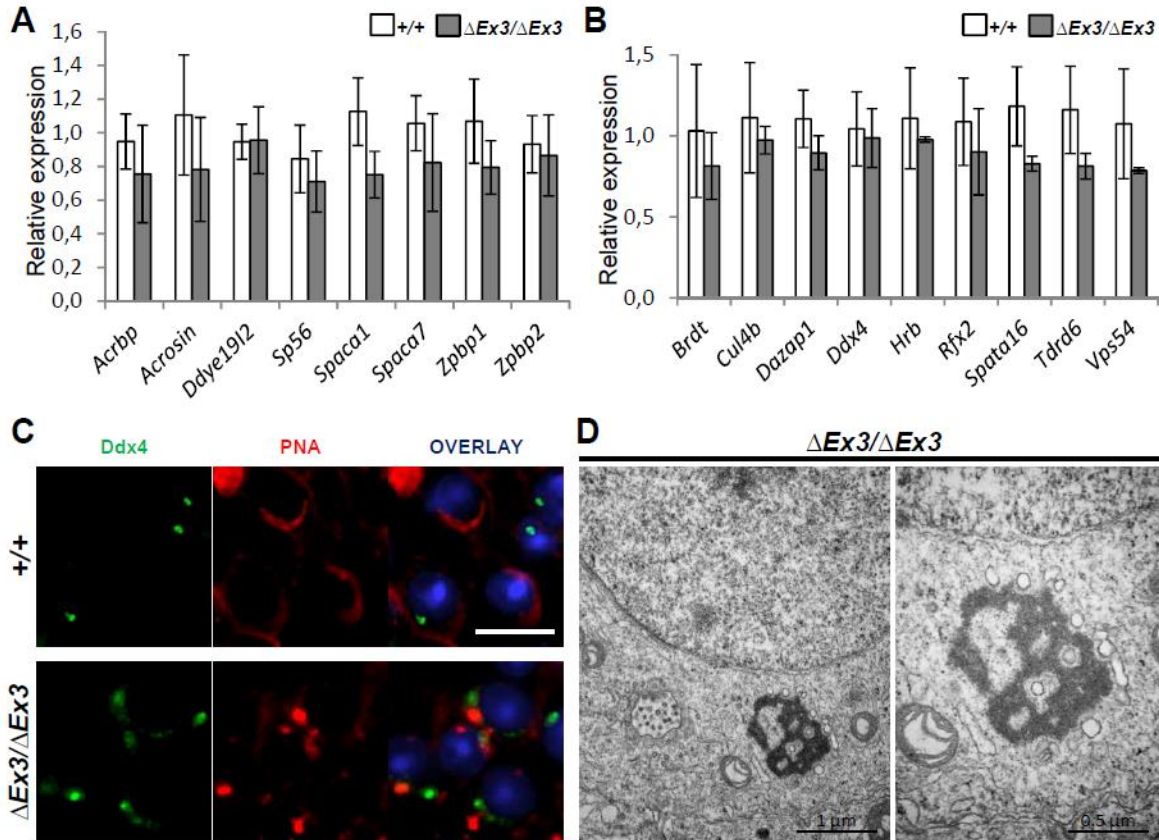 A
+/+ ΔEx3/ΔEx3
Relative expression
1,6
1,4
1,2
1,0
0,8
0,6
0,4
0,2
0,0
Acrbp
Acrosin
Ddye19l2
Sp56
Spaca1
Spaca7
Zpbp1
Zpbp2
B
+/+ ΔEx3/ΔEx3
Relative expression
1,5
1,0
0,5
0,0
Brdt
Cul4b
Dazap1
Ddx4
Hrb
Rfx2
Spata16
Tdrd6
Vps54
C
Ddx4 PNA OVERLAY
+/+
ΔEx3/ΔEx3
D
ΔEx3/ΔEx3
1 µm
0.5 µm